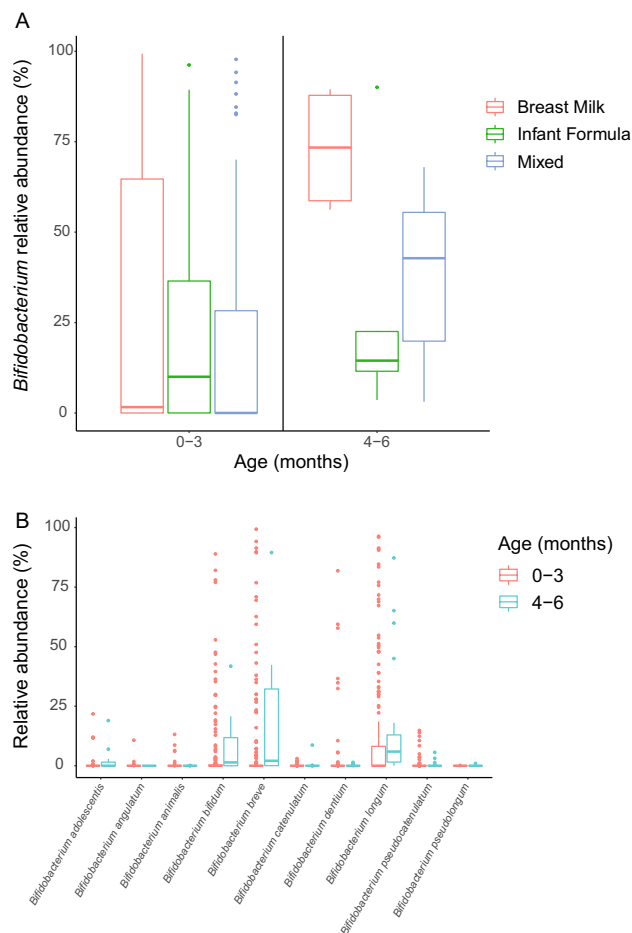 A
Bifidobacterium relative abundance (%)
100
75
50
25
0
0−3
4−6
Age (months)
Breast Milk
Infant Formula
Mixed
B
Relative abundance (%)
100
75
50
25
0
Age (months)
0−3
4−6
Bifidobacterium adolescentis
Bifidobacterium angulatum
Bifidobacterium animalis
Bifidobacterium bifidum
Bifidobacterium breve
Bifidobacterium catenulatum
Bifidobacterium dentium
Bifidobacterium longum
Bifidobacterium pseudocatenulatum
Bifidobacterium pseudolongum